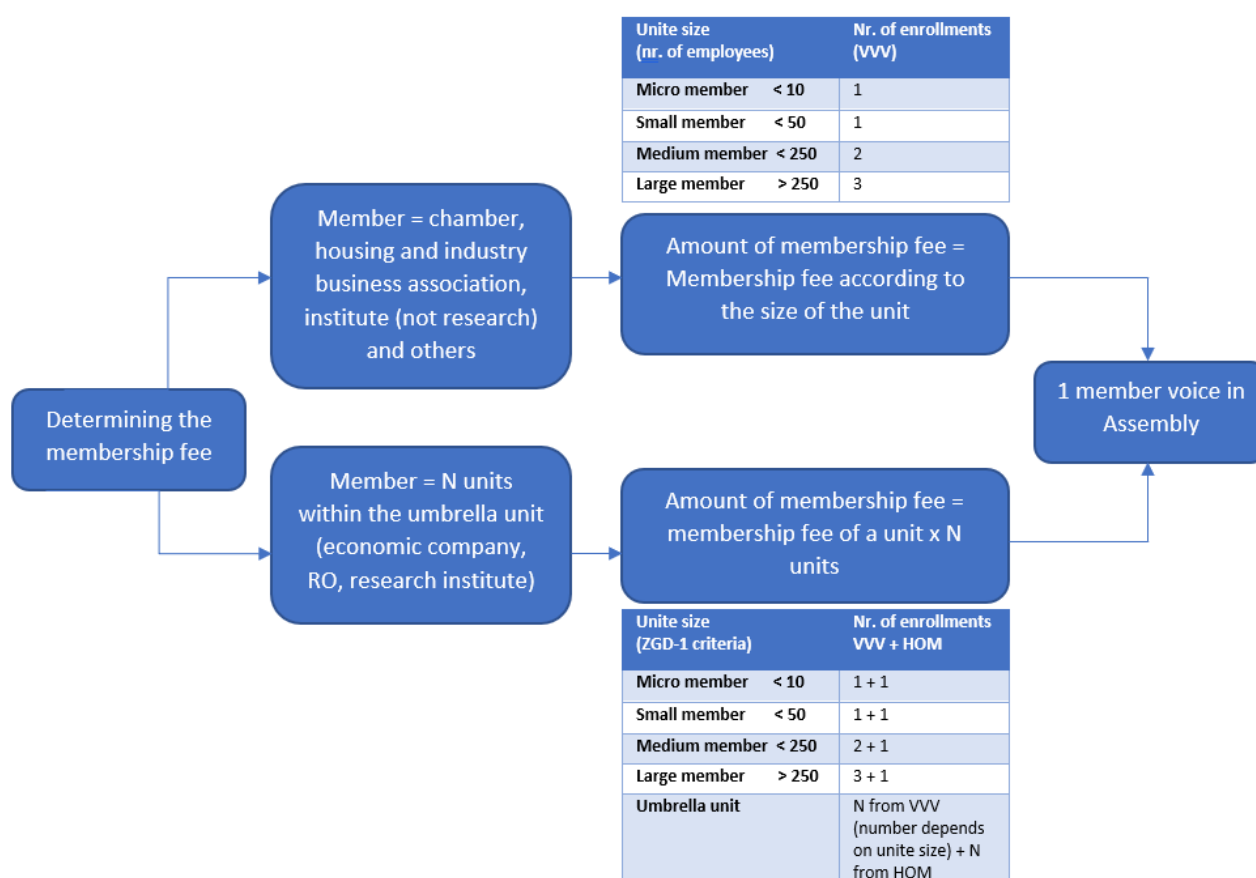 Unite size
(nr. of employees)
Nr. of enrollments
(VVV)
Micro member < 10
1
Small member < 50
1
Medium member < 250
2
Large member > 250
3
Member = chamber,
housing and industry
business association,
institute (not research)
and others
Amount of membership fee =
Membership fee according to
the size of the unit
Determining the
membership fee
1 member voice in
Assembly
Member = N units
within the umbrella unit
(economic company,
RO, research institute)
Amount of membership fee =
membership fee of a unit x N
units
Unite size
(ZGD-1 criteria)
Nr. of enrollments
VVV + HOM
Micro member < 10
1 + 1
Small member < 50
1 + 1
Medium member < 250
2 + 1
Large member > 250
3 + 1
Umbrella unit
N from VVV
(number depends
on unite size) + N
from HOM